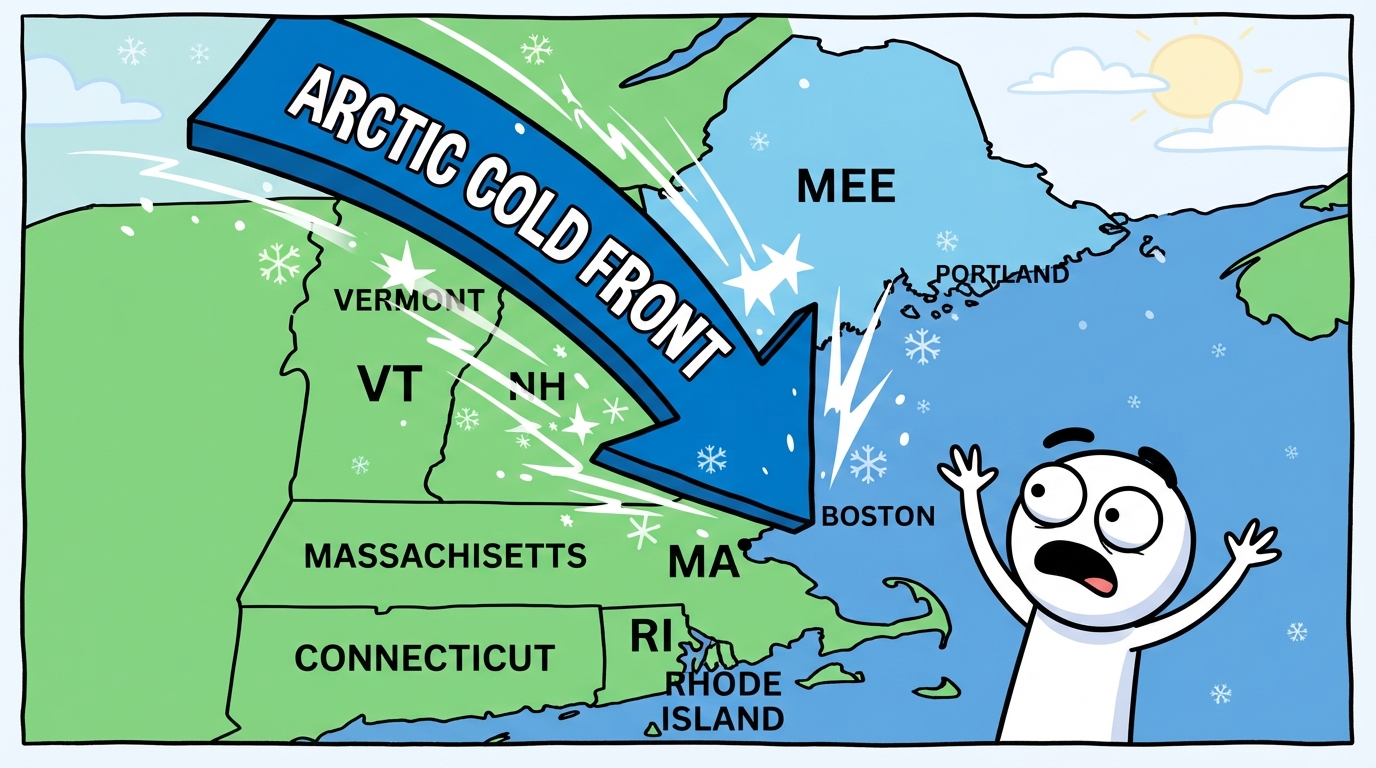 ARCTIC COLD FRONT
MEE
PORTLAND
VERMONT
VT
NH
BOSTON
MASSACHISETTS
MA
CONNECTICUT
RI
RHODE
ISLAND